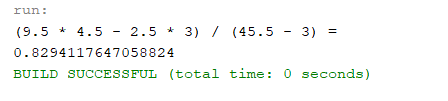 run:
(9.5 * 4.5 - 2.5 * 3) / (45.5 - 3) =
0.8294117647058824
BUILD SUCCESSFUL (total time: 0 seconds)